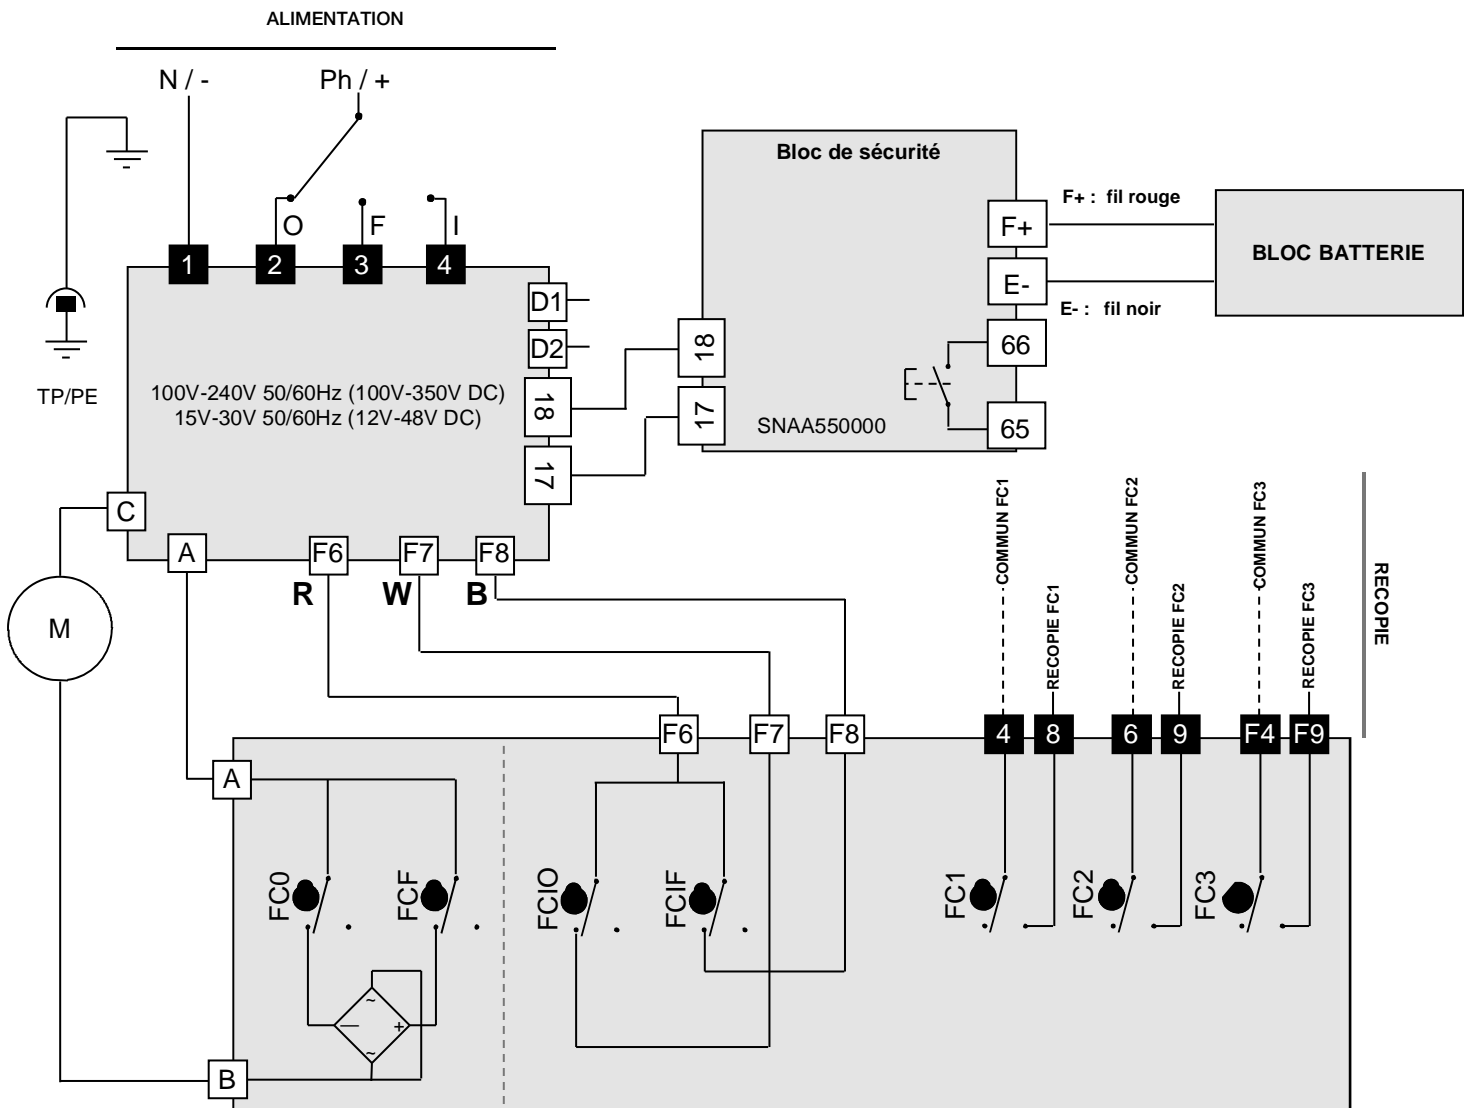 ALIMENTATION
N / -
Ph / +
O
F
I
1
2
3
4
D1
D2
18
17
100V-240V 50/60Hz (100V-350V DC)
15V-30V 50/60Hz (12V-48V DC)
TP/PE
C
A
F6
F7
F8
R
W
B
M
Bloc de sécurité
F+
E-
66
65
18
17
SNAA550000
F+ : fil rouge
E- : fil noir
BLOC BATTERIE
COMMUN FC1
RECOPIE FC1
COMMUN FC2
RECOPIE FC2
COMMUN FC3
RECOPIE FC3
RECOPIE
F6
F7
F8
4
8
6
9
F4
F9
A
FC0
FCF
FCIO
FCIF
FC1
FC2
FC3
~
—
+
~
B